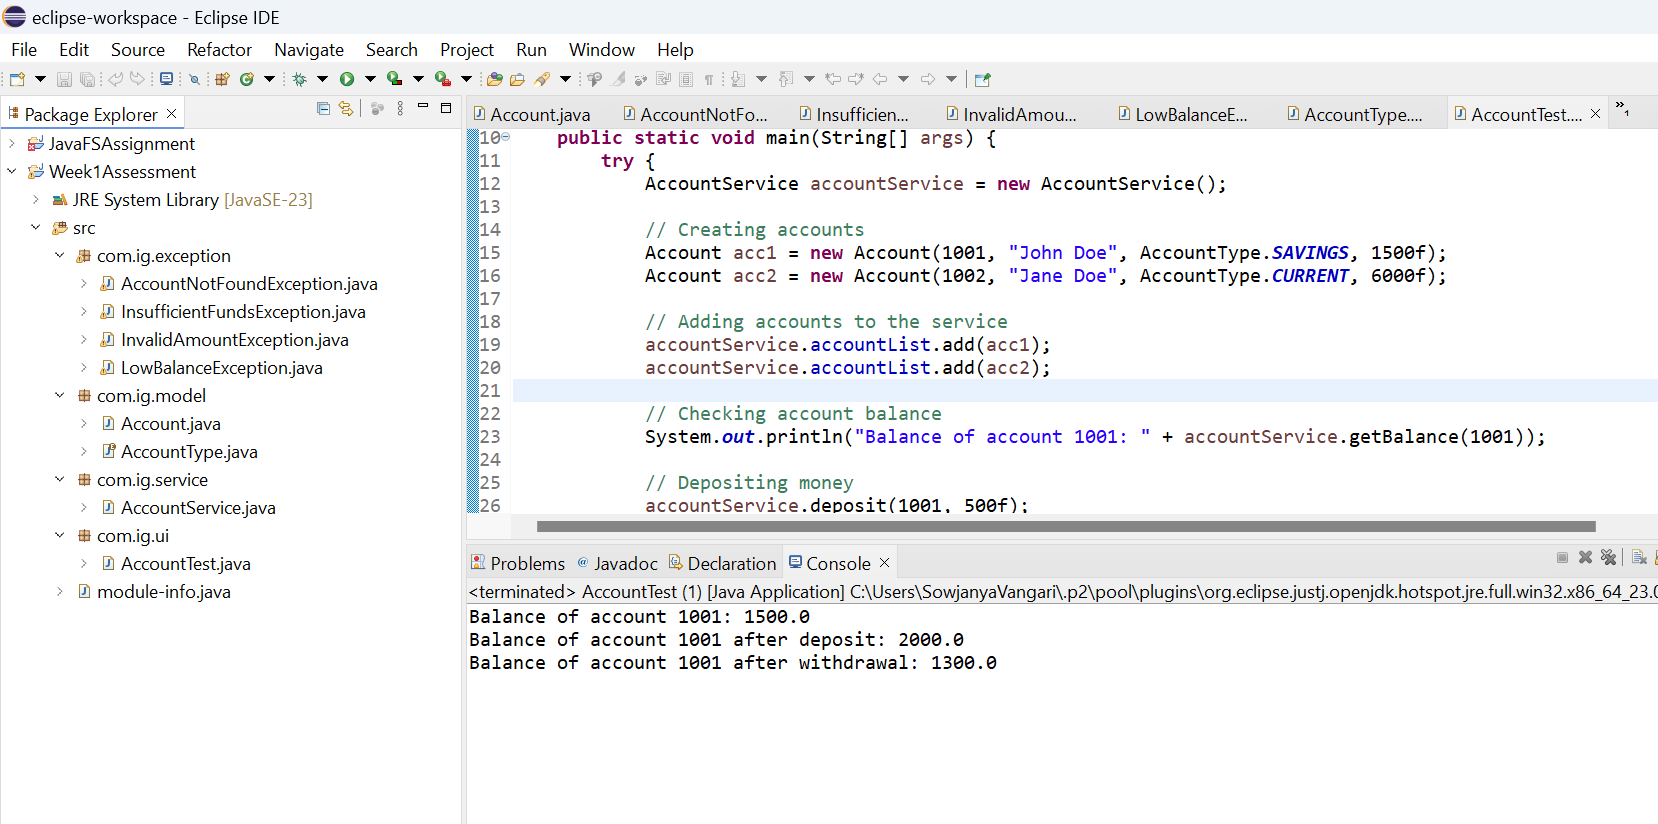 eclipse-workspace - Eclipse IDE
File Edit Source Refactor Navigate Search Project Run Window Help
Package Explorer
JavaFSAssignment
Week1Assessment
JRE System Library [JavaSE-23]
src
com.ig.exception
AccountNotFoundException.java
InsufficientFundsException.java
InvalidAmountException.java
LowBalanceException.java
com.ig.model
Account.java
AccountType.java
com.ig.service
AccountService.java
com.ig.ui
AccountTest.java
module-info.java
Account.java AccountNotFo... Insufficien... InvalidAmou... LowBalanceE... AccountType.... AccountTest.... »1
10 public static void main(String[] args) {
11 try {
12 AccountService accountService = new AccountService();
13
14 // Creating accounts
15 Account acc1 = new Account(1001, "John Doe", AccountType.SAVINGS, 1500f);
16 Account acc2 = new Account(1002, "Jane Doe", AccountType.CURRENT, 6000f);
17
18 // Adding accounts to the service
19 accountService.accountList.add(acc1);
20 accountService.accountList.add(acc2);
21
22 // Checking account balance
23 System.out.println("Balance of account 1001: " + accountService.getBalance(1001));
24
25 // Depositing money
26 accountService.deposit(1001, 500f);
Problems Javadoc Declaration Console
<terminated> AccountTest (1) [Java Application] C:\Users\SowjanyaVangari\.p2\pool\plugins\org.eclipse.justj.openjdk.hotspot.jre.full.win32.x86_64_23.0
Balance of account 1001: 1500.0
Balance of account 1001 after deposit: 2000.0
Balance of account 1001 after withdrawal: 1300.0